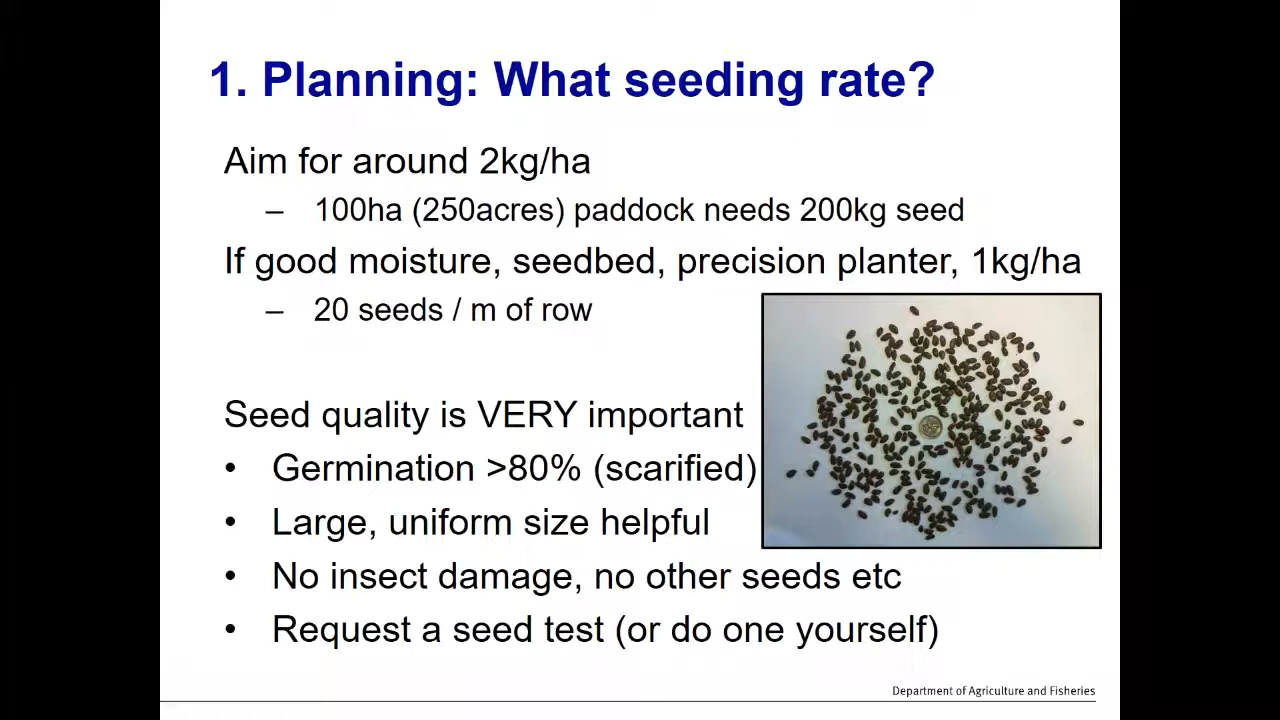 1. Planning: What seeding rate?
Aim for around 2kg/ha
– 100ha (250acres) paddock needs 200kg seed
If good moisture, seedbed, precision planter, 1kg/ha
– 20 seeds / m of row
Seed quality is VERY important
• Germination >80% (scarified)
• Large, uniform size helpful
• No insect damage, no other seeds etc
• Request a seed test (or do one yourself)
Department of Agriculture and Fisheries